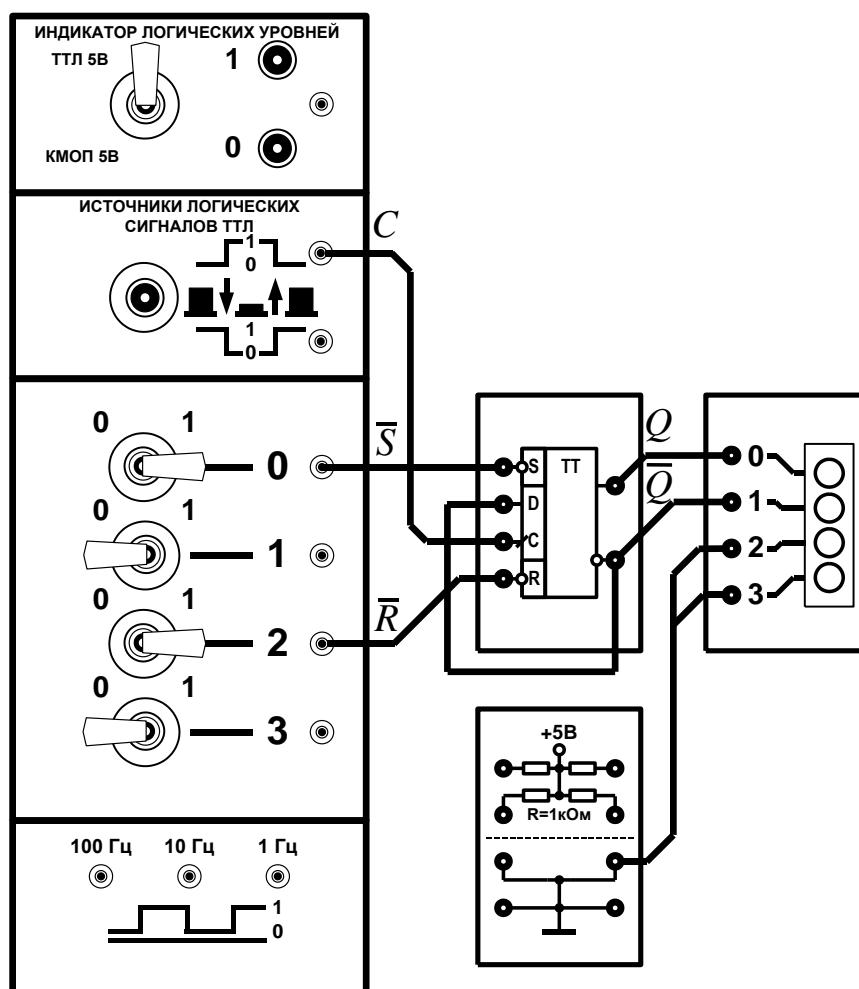 ИНДИКАТОР ЛОГИЧЕСКИХ УРОВНЕЙ
ТТЛ 5В
1
КМОП 5В
0
ИСТОЧНИКИ ЛОГИЧЕСКИХ
СИГНАЛОВ ТТЛ
1
0
1
0
C
0 1
0
S̅
0 1
1
0 1
2
R̅
0 1
3
100 Гц 10 Гц 1 Гц
1
0
S TT
D
C
R
Q
Q̅
0
1
2
3
+5В
R=1кОм